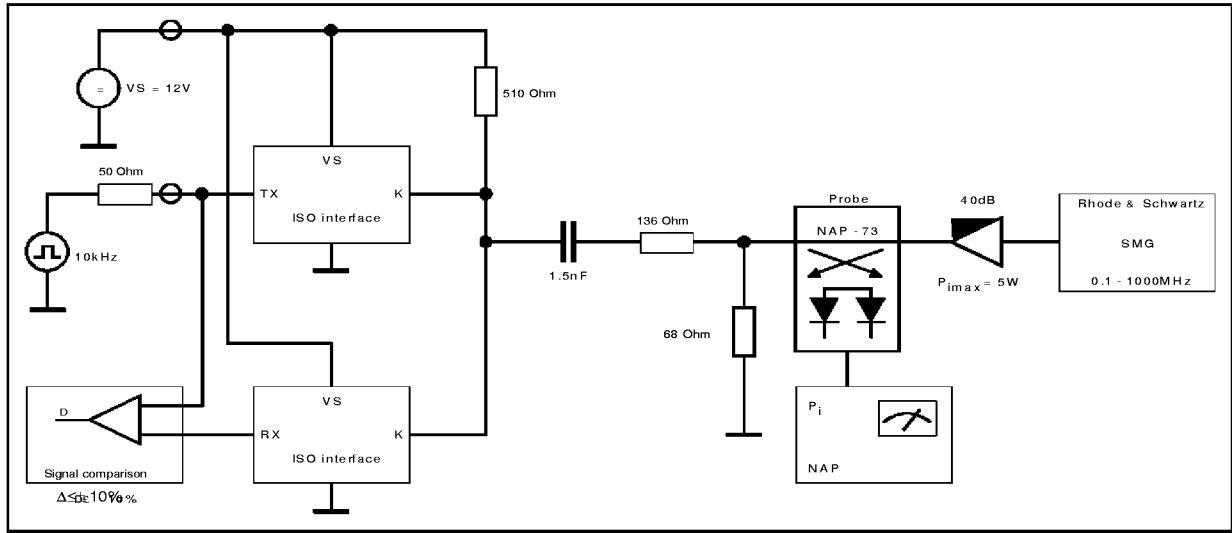 =
VS = 12V
510 Ohm
50 Ohm
VS
TX
K
ISO interface
10kHz
1.5nF
136 Ohm
68 Ohm
Probe
NAP - 73
40dB
P imax = 5W
Rhode & Schwartz
SMG
0.1 - 1000MHz
VS
D
RX
K
ISO interface
Signal comparison
Pi
NAP